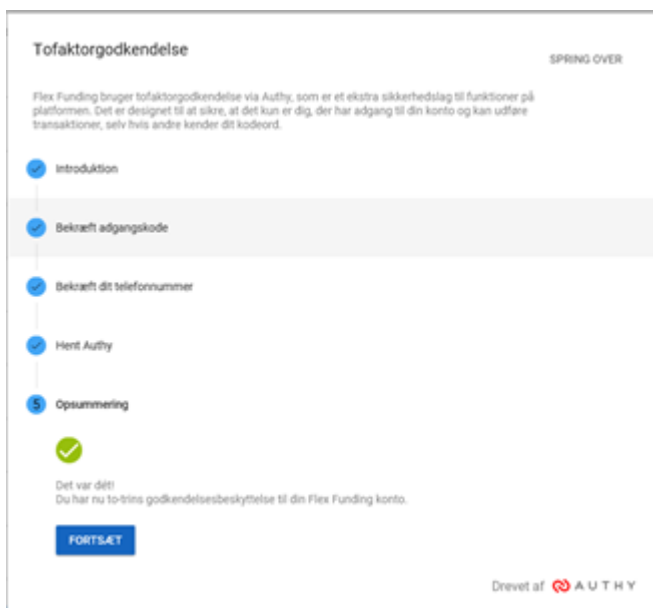 Tofaktorgodkendelse
SPRING OVER
Flex Funding bruger tofaktorgodkendelse via Authy, som er et ekstra sikkerhedslag til funktioner på
platformen. Det er designet til at sikre, at det kun er dig, der har adgang til din konto og kan udføre
transaktioner, selv hvis andre kender dit kodeord.
Introduktion
Bekræft adgangskode
Bekræft dit telefonnummer
Hent Authy
5 Opsummering
Det var dét!
Du har nu to-trins godkendelsesbeskyttelse til din Flex Funding konto.
FORTSÆT
Drevet af AUTHY